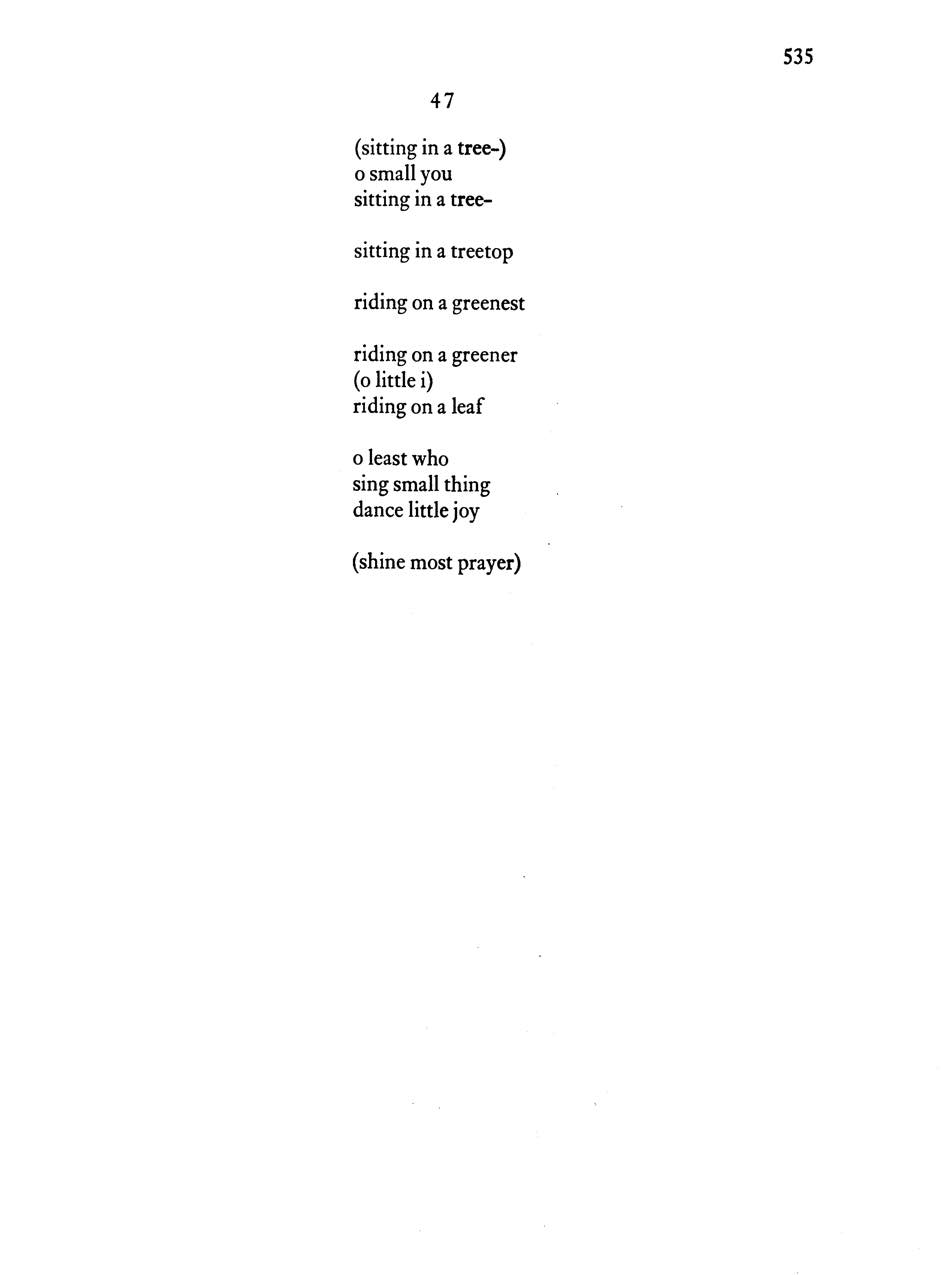 535
47
(sitting in a tree-)
o small you
sitting in a tree-
sitting in a treetop
riding on a greenest
riding on a greener
(o little i)
riding on a leaf
o least who
sing small thing
dance little joy
(shine most prayer)